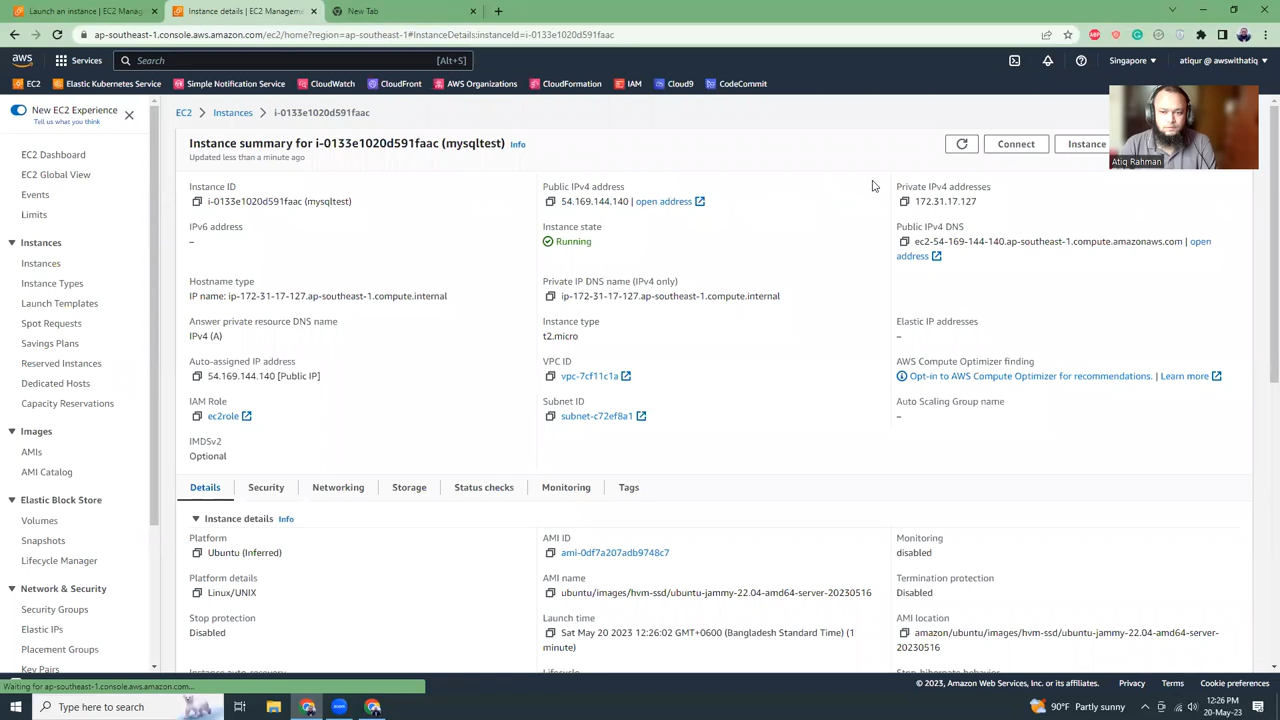 Launch an instance | EC2 Manag
Instance details | EC2 Manageme
New Tab
ap-southeast-1.console.aws.amazon.com/ec2/home?region=ap-southeast-1#InstanceDetails:instanceId=i-0133e1020d591faac
aws
Services
Search
[Alt+S]
Singapore
atiqur @ awswithatiq
EC2
Elastic Kubernetes Service
Simple Notification Service
CloudWatch
CloudFront
AWS Organizations
CloudFormation
IAM
Cloud9
CodeCommit
New EC2 Experience
Tell us what you think
EC2 Dashboard
EC2 Global View
Events
Limits
Instances
Instances
Instance Types
Launch Templates
Spot Requests
Savings Plans
Reserved Instances
Dedicated Hosts
Capacity Reservations
Images
AMIs
AMI Catalog
Elastic Block Store
Volumes
Snapshots
Lifecycle Manager
Network & Security
Security Groups
Elastic IPs
Placement Groups
Key Pairs
EC2
Instances
i-0133e1020d591faac
Instance summary for i-0133e1020d591faac (mysqltest)
Info
Updated less than a minute ago
Connect
Instance
Atiq Rahman
Instance ID
i-0133e1020d591faac (mysqltest)
Public IPv4 address
54.169.144.140 | open address
Private IPv4 addresses
172.31.17.127
IPv6 address
–
Instance state
Running
Public IPv4 DNS
ec2-54-169-144-140.ap-southeast-1.compute.amazonaws.com | open
address
Hostname type
IP name: ip-172-31-17-127.ap-southeast-1.compute.internal
Private IP DNS name (IPv4 only)
ip-172-31-17-127.ap-southeast-1.compute.internal
Answer private resource DNS name
IPv4 (A)
Instance type
t2.micro
Elastic IP addresses
–
Auto-assigned IP address
54.169.144.140 [Public IP]
VPC ID
vpc-7cf11c1a
AWS Compute Optimizer finding
Opt-in to AWS Compute Optimizer for recommendations. | Learn more
IAM Role
ec2role
Subnet ID
subnet-c72ef8a1
Auto Scaling Group name
–
IMDSv2
Optional
Details
Security
Networking
Storage
Status checks
Monitoring
Tags
Instance details
Info
Platform
Ubuntu (Inferred)
AMI ID
ami-0df7a207adb9748c7
Monitoring
disabled
Platform details
Linux/UNIX
AMI name
ubuntu/images/hvm-ssd/ubuntu-jammy-22.04-amd64-server-20230516
Termination protection
Disabled
Stop protection
Disabled
Launch time
Sat May 20 2023 12:26:02 GMT+0600 (Bangladesh Standard Time) (1
minute)
AMI location
amazon/ubuntu/images/hvm-ssd/ubuntu-jammy-22.04-amd64-server-
20230516
Instance auto-recovery
Lifecycle
Stop-hibernate behavior
Waiting for ap-southeast-1.console.aws.amazon.com...
© 2023, Amazon Web Services, Inc. or its affiliates.
Privacy
Terms
Cookie preferences
Type here to search
zoom
90°F Partly sunny
12:26 PM
20-May-23